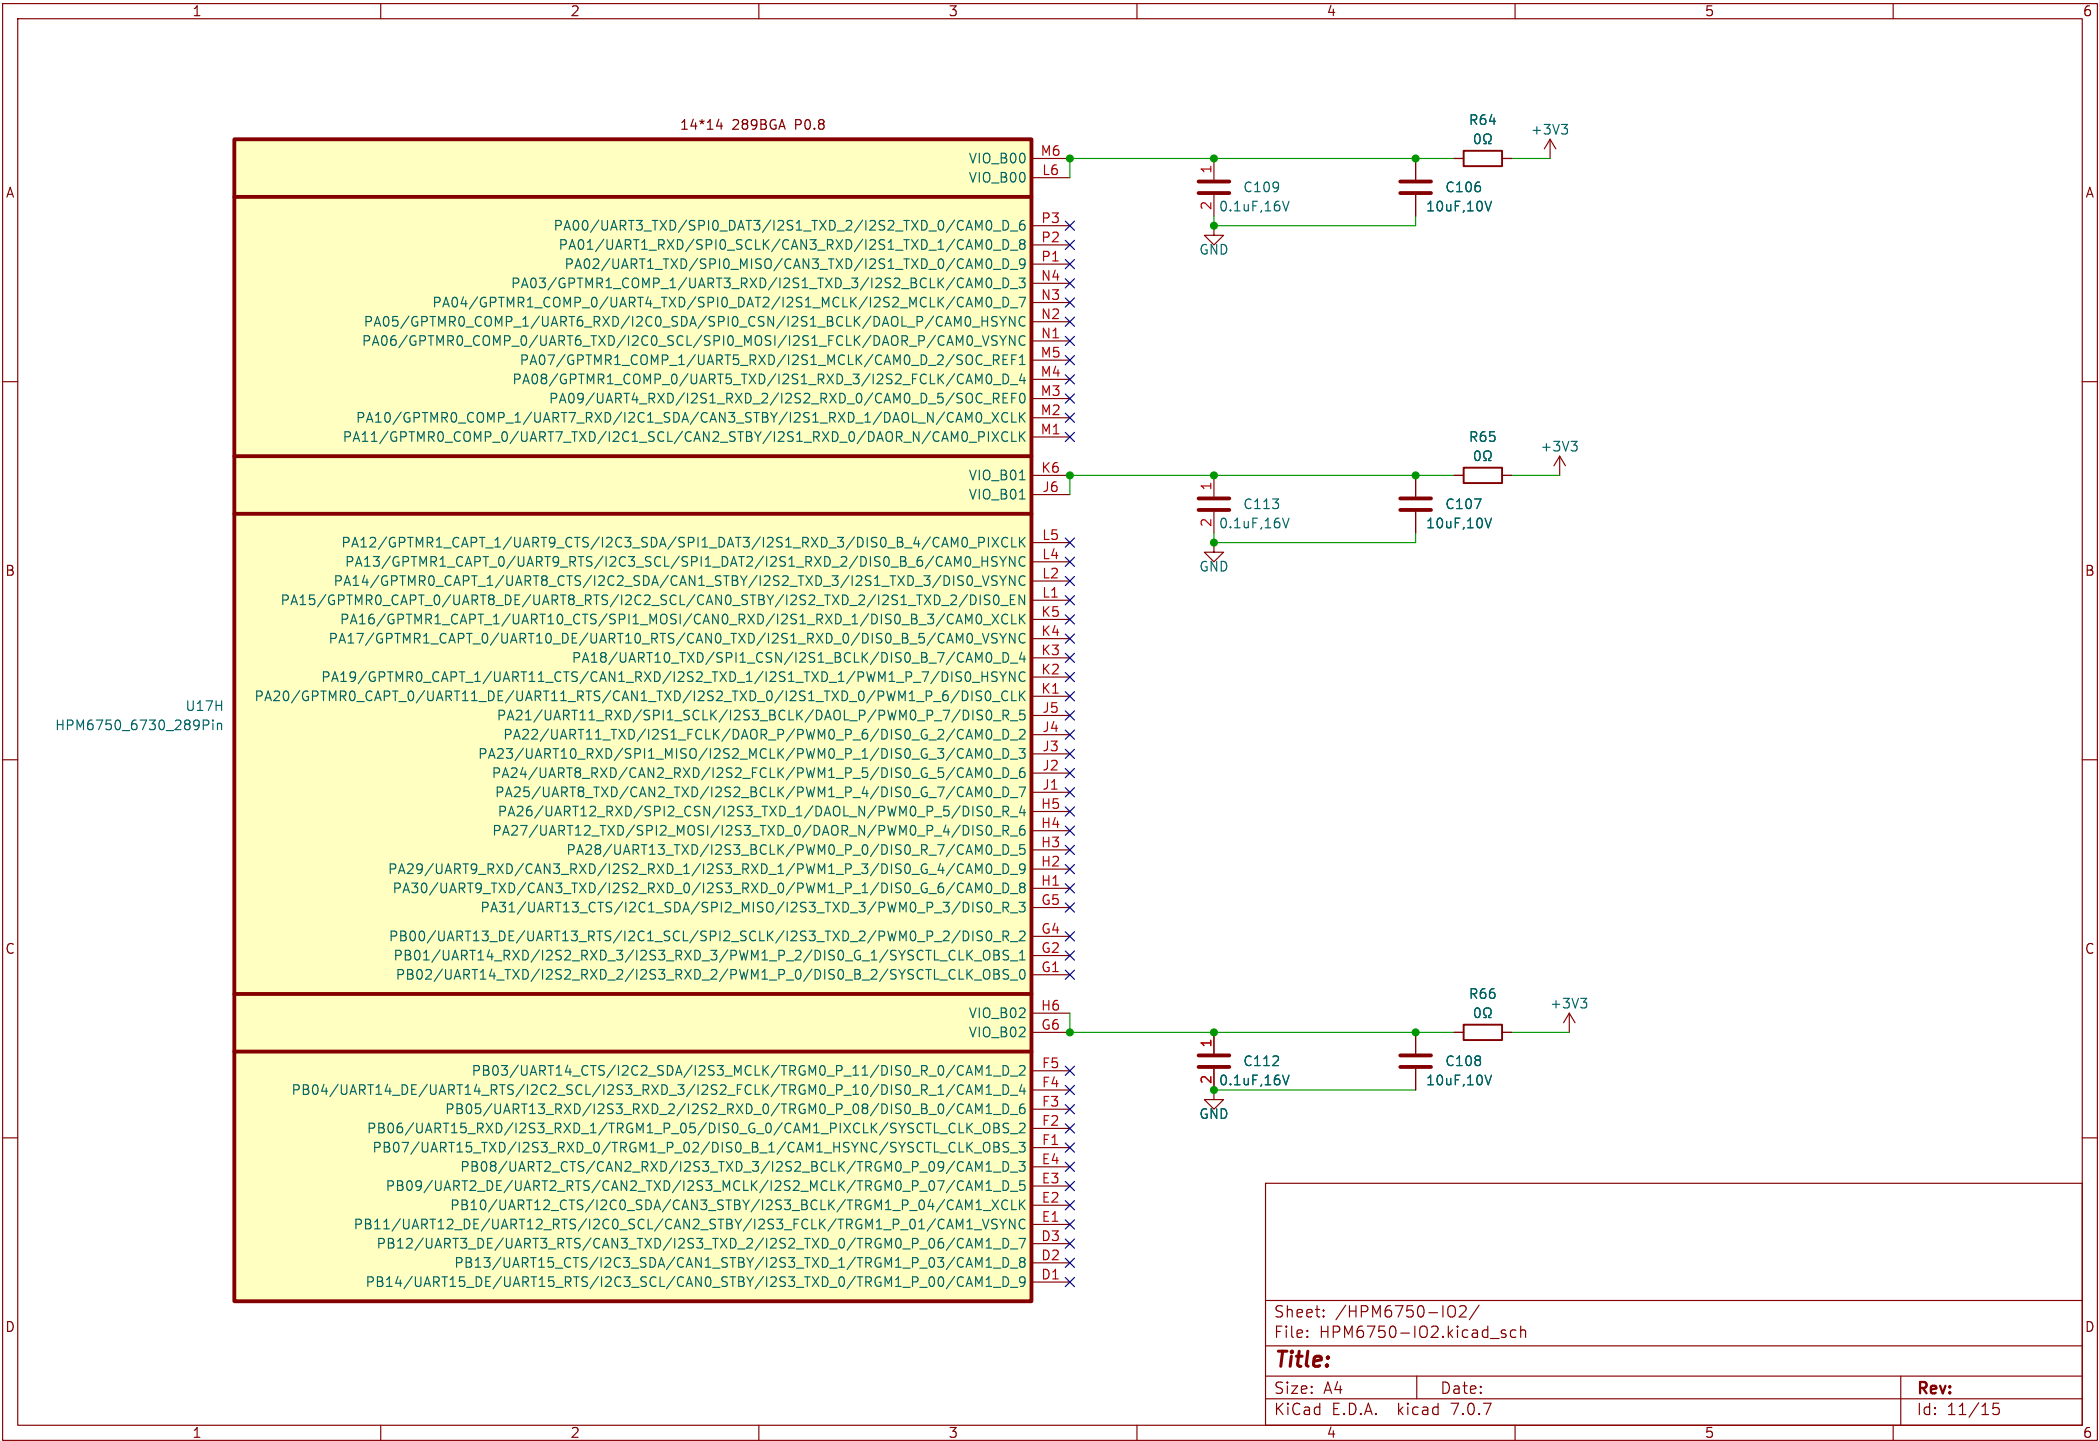 1 2 3 4 5 6
14*14 289BGA P0.8
VIO_B00 M6
VIO_B00 L6
R64
0Ω
+3V3
C109
0.1uF,16V
1
2
C106
10uF,10V
GND
A A
PA00/UART3_TXD/SPI0_DAT3/I2S1_TXD_2/I2S2_TXD_0/CAM0_D_6 P3
PA01/UART1_RXD/SPI0_SCLK/CAN3_RXD/I2S1_TXD_1/CAM0_D_8 P2
PA02/UART1_TXD/SPI0_MISO/CAN3_TXD/I2S1_TXD_0/CAM0_D_9 P1
PA03/GPTMR1_COMP_1/UART3_RXD/I2S1_TXD_3/I2S2_BCLK/CAM0_D_3 N4
PA04/GPTMR1_COMP_0/UART4_TXD/SPI0_DAT2/I2S1_MCLK/I2S2_MCLK/CAM0_D_7 N3
PA05/GPTMR0_COMP_1/UART6_RXD/I2C0_SDA/SPI0_CSN/I2S1_BCLK/DAOL_P/CAM0_HSYNC N2
PA06/GPTMR0_COMP_0/UART6_TXD/I2C0_SCL/SPI0_MOSI/I2S1_FCLK/DAOR_P/CAM0_VSYNC N1
PA07/GPTMR1_COMP_1/UART5_RXD/I2S1_MCLK/CAM0_D_2/SOC_REF1 M5
PA08/GPTMR1_COMP_0/UART5_TXD/I2S1_RXD_3/I2S2_FCLK/CAM0_D_4 M4
PA09/UART4_RXD/I2S1_RXD_2/I2S2_RXD_0/CAM0_D_5/SOC_REF0 M3
PA10/GPTMR0_COMP_1/UART7_RXD/I2C1_SDA/CAN3_STBY/I2S1_RXD_1/DAOL_N/CAM0_XCLK M2
PA11/GPTMR0_COMP_0/UART7_TXD/I2C1_SCL/CAN2_STBY/I2S1_RXD_0/DAOR_N/CAM0_PIXCLK M1
VIO_B01 K6
VIO_B01 J6
R65
0Ω
+3V3
C113
0.1uF,16V
1
2
C107
10uF,10V
GND
B B
PA12/GPTMR1_CAPT_1/UART9_CTS/I2C3_SDA/SPI1_DAT3/I2S1_RXD_3/DIS0_B_4/CAM0_PIXCLK L5
PA13/GPTMR1_CAPT_0/UART9_RTS/I2C3_SCL/SPI1_DAT2/I2S1_RXD_2/DIS0_B_6/CAM0_HSYNC L4
PA14/GPTMR0_CAPT_1/UART8_CTS/I2C2_SDA/CAN1_STBY/I2S2_TXD_3/I2S1_TXD_3/DIS0_VSYNC L2
PA15/GPTMR0_CAPT_0/UART8_DE/UART8_RTS/I2C2_SCL/CAN0_STBY/I2S2_TXD_2/I2S1_TXD_2/DIS0_EN L1
PA16/GPTMR1_CAPT_1/UART10_CTS/SPI1_MOSI/CAN0_RXD/I2S1_RXD_1/DIS0_B_3/CAM0_XCLK K5
PA17/GPTMR1_CAPT_0/UART10_DE/UART10_RTS/CAN0_TXD/I2S1_RXD_0/DIS0_B_5/CAM0_VSYNC K4
PA18/UART10_TXD/SPI1_CSN/I2S1_BCLK/DIS0_B_7/CAM0_D_4 K3
PA19/GPTMR0_CAPT_1/UART11_CTS/CAN1_RXD/I2S2_TXD_1/I2S1_TXD_1/PWM1_P_7/DIS0_HSYNC K2
PA20/GPTMR0_CAPT_0/UART11_DE/UART11_RTS/CAN1_TXD/I2S2_TXD_0/I2S1_TXD_0/PWM1_P_6/DIS0_CLK K1
U17H
HPM6750_6730_289Pin
PA21/UART11_RXD/SPI1_SCLK/I2S3_BCLK/DAOL_P/PWM0_P_7/DIS0_R_5 J5
PA22/UART11_TXD/I2S1_FCLK/DAOR_P/PWM0_P_6/DIS0_G_2/CAM0_D_2 J4
PA23/UART10_RXD/SPI1_MISO/I2S2_MCLK/PWM0_P_1/DIS0_G_3/CAM0_D_3 J3
PA24/UART8_RXD/CAN2_RXD/I2S2_FCLK/PWM1_P_5/DIS0_G_5/CAM0_D_6 J2
PA25/UART8_TXD/CAN2_TXD/I2S2_BCLK/PWM1_P_4/DIS0_G_7/CAM0_D_7 J1
PA26/UART12_RXD/SPI2_CSN/I2S3_TXD_1/DAOL_N/PWM0_P_5/DIS0_R_4 H5
PA27/UART12_TXD/SPI2_MOSI/I2S3_TXD_0/DAOR_N/PWM0_P_4/DIS0_R_6 H4
PA28/UART13_TXD/I2S3_BCLK/PWM0_P_0/DIS0_R_7/CAM0_D_5 H3
PA29/UART9_RXD/CAN3_RXD/I2S2_RXD_1/I2S3_RXD_1/PWM1_P_3/DIS0_G_4/CAM0_D_9 H2
PA30/UART9_TXD/CAN3_TXD/I2S2_RXD_0/I2S3_RXD_0/PWM1_P_1/DIS0_G_6/CAM0_D_8 H1
PA31/UART13_CTS/I2C1_SDA/SPI2_MISO/I2S3_TXD_3/PWM0_P_3/DIS0_R_3 G5
PB00/UART13_DE/UART13_RTS/I2C1_SCL/SPI2_SCLK/I2S3_TXD_2/PWM0_P_2/DIS0_R_2 G4
PB01/UART14_RXD/I2S2_RXD_3/I2S3_RXD_3/PWM1_P_2/DIS0_G_1/SYSCTL_CLK_OBS_1 G2
PB02/UART14_TXD/I2S2_RXD_2/I2S3_RXD_2/PWM1_P_0/DIS0_B_2/SYSCTL_CLK_OBS_0 G1
C C
VIO_B02 H6
VIO_B02 G6
R66
0Ω
+3V3
C112
0.1uF,16V
1
2
C108
10uF,10V
GND
PB03/UART14_CTS/I2C2_SDA/I2S3_MCLK/TRGM0_P_11/DIS0_R_0/CAM1_D_2 F5
PB04/UART14_DE/UART14_RTS/I2C2_SCL/I2S3_RXD_3/I2S2_FCLK/TRGM0_P_10/DIS0_R_1/CAM1_D_4 F4
PB05/UART13_RXD/I2S3_RXD_2/I2S2_RXD_0/TRGM0_P_08/DIS0_B_0/CAM1_D_6 F3
PB06/UART15_RXD/I2S3_RXD_1/TRGM1_P_05/DIS0_G_0/CAM1_PIXCLK/SYSCTL_CLK_OBS_2 F2
PB07/UART15_TXD/I2S3_RXD_0/TRGM1_P_02/DIS0_B_1/CAM1_HSYNC/SYSCTL_CLK_OBS_3 F1
PB08/UART2_CTS/CAN2_RXD/I2S3_TXD_3/I2S2_BCLK/TRGM0_P_09/CAM1_D_3 E4
PB09/UART2_DE/UART2_RTS/CAN2_TXD/I2S3_MCLK/I2S2_MCLK/TRGM0_P_07/CAM1_D_5 E3
PB10/UART12_CTS/I2C0_SDA/CAN3_STBY/I2S3_BCLK/TRGM1_P_04/CAM1_XCLK E2
PB11/UART12_DE/UART12_RTS/I2C0_SCL/CAN2_STBY/I2S3_FCLK/TRGM1_P_01/CAM1_VSYNC E1
PB12/UART3_DE/UART3_RTS/CAN3_TXD/I2S3_TXD_2/I2S2_TXD_0/TRGM0_P_06/CAM1_D_7 D3
PB13/UART15_CTS/I2C3_SDA/CAN1_STBY/I2S3_TXD_1/TRGM1_P_03/CAM1_D_8 D2
PB14/UART15_DE/UART15_RTS/I2C3_SCL/CAN0_STBY/I2S3_TXD_0/TRGM1_P_00/CAM1_D_9 D1
D D
Sheet: /HPM6750-IO2/
File: HPM6750-IO2.kicad_sch
Title:
Size: A4 Date: Rev:
KiCad E.D.A. kicad 7.0.7 Id: 11/15
1 2 3 4 5 6